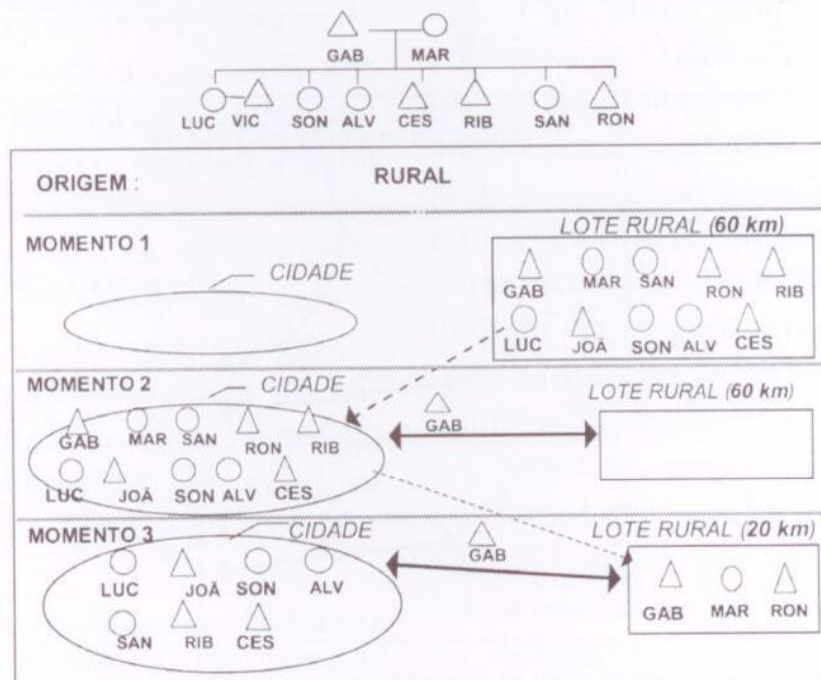 GAB MAR
LUC VIC SON ALV CES RIB SAN RON
ORIGEM : RURAL
MOMENTO 1
LOTE RURAL (60 km)
CIDADE
GAB MAR SAN RON RIB
LUC JOÃ SON ALV CES
MOMENTO 2
CIDADE
LOTE RURAL (60 km)
GAB
GAB MAR SAN RON RIB
LUC JOÃ SON ALV CES
MOMENTO 3
CIDADE
LOTE RURAL (20 km)
GAB
LUC JOÃ SON ALV
GAB MAR RON
SAN RIB CES